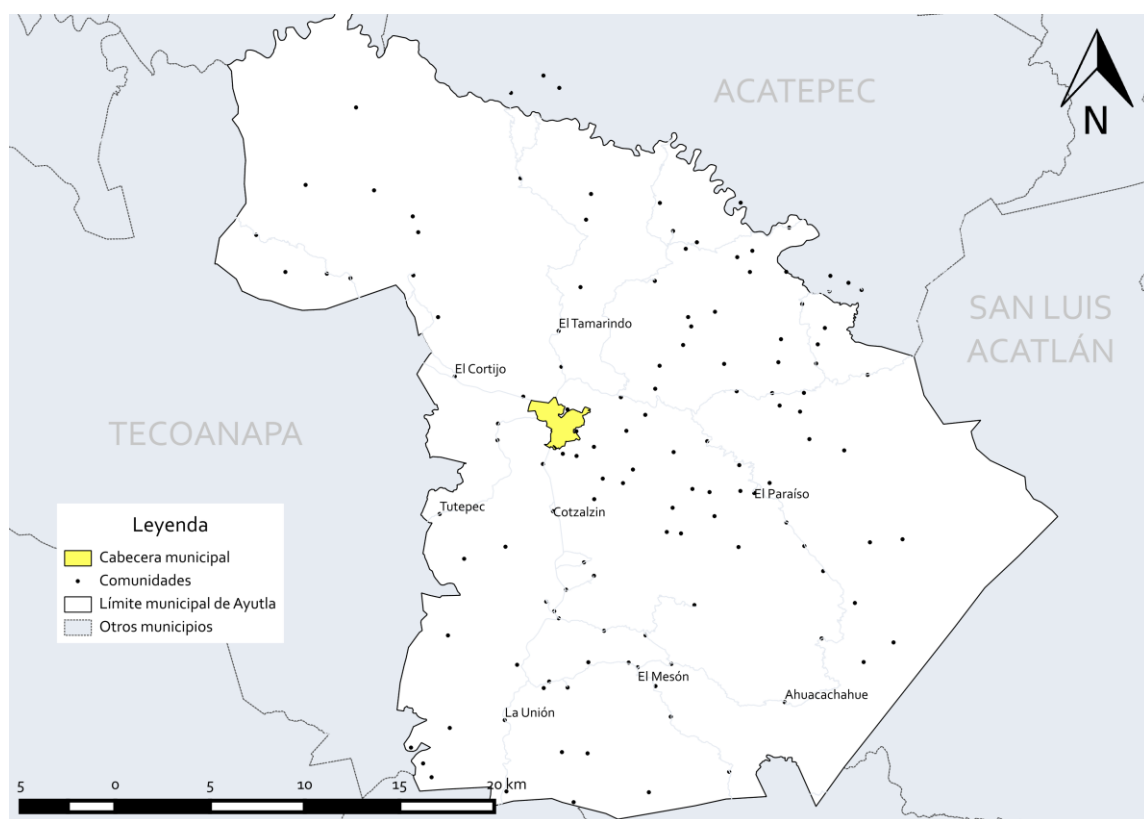 ACATEPEC
N
SAN LUIS
ACATLÁN
El Tamarindo
El Cortijo
TECOANAPA
El Paraíso
Tutepec
Cotzalzin
Leyenda
Cabecera municipal
Comunidades
Límite municipal de Ayutla
Otros municipios
El Mesón
Ahuacachahue
La Unión
5 0 5 10 15 20 km